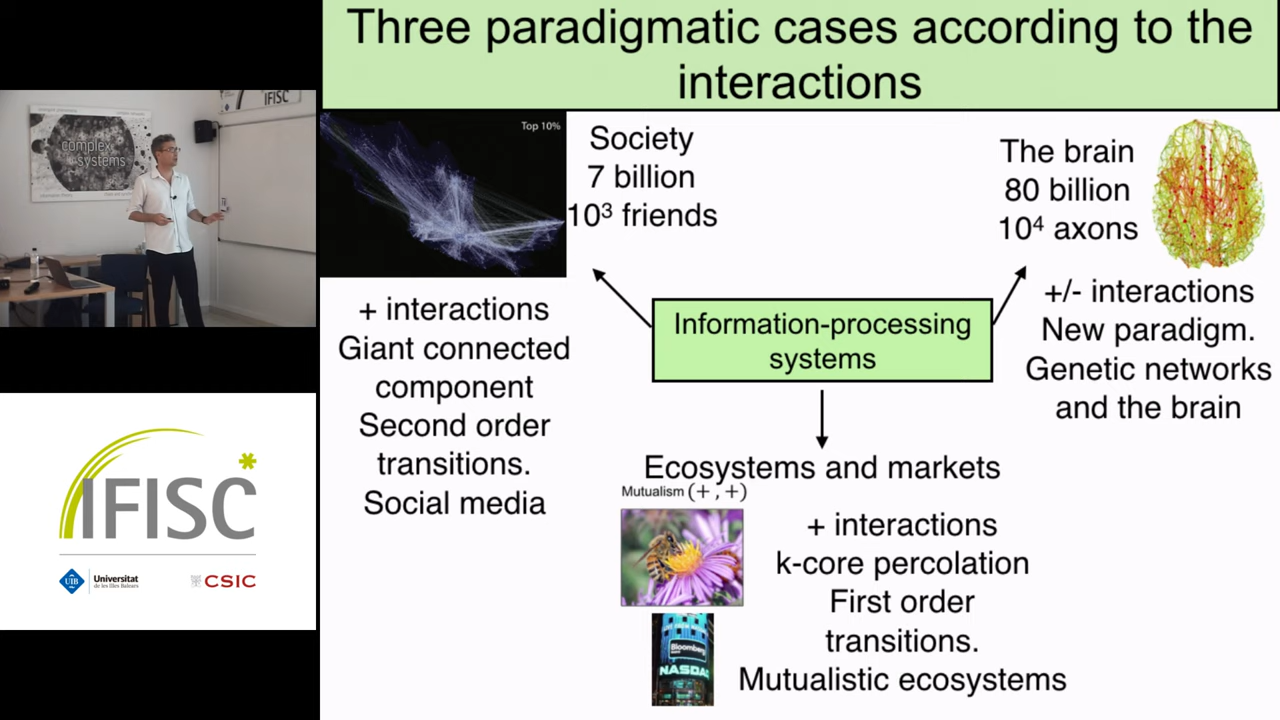 Three paradigmatic cases according to the
interactions
IFISC
complex
systems
Top 10%
Society
7 billion
10³ friends
The brain
80 billion
10⁴ axons
+ interactions
Giant connected
component
Second order
transitions.
Social media
Information-processing
systems
+/- interactions
New paradigm.
Genetic networks
and the brain
Ecosystems and markets
Mutualism (+ , +)
+ interactions
k-core percolation
First order
transitions.
Mutualistic ecosystems
Bloomberg
NASDAQ
IFISC
UIB
Universitat
de les Illes Balears
CSIC